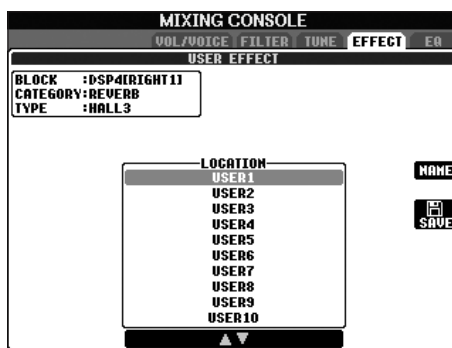 MIXING CONSOLE
VOL/VOICE FILTER TUNE EFFECT EQ
USER EFFECT
BLOCK :DSP4[RIGHT1]
CATEGORY:REVERB
TYPE :HALL3
LOCATION
USER1
USER2
USER3
USER4
USER5
USER6
USER7
USER8
USER9
USER10
NAME
SAVE